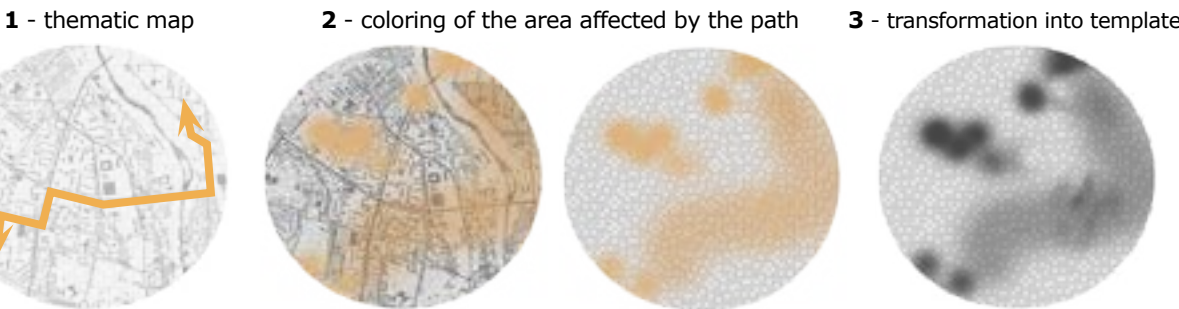 1 - thematic map
2 - coloring of the area affected by the path
3 - transformation into template